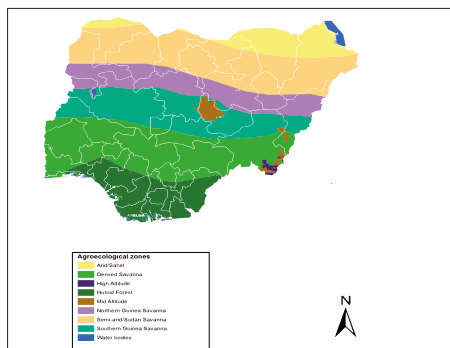 N
Agroecological zones
Arid/Sahel
Derived Savanna
High Altitude
Humid Forest
Mid Altitude
Northern Guinea Savanna
Semi-arid/Sudan Savanna
Southern Guinea Savanna
Water bodies